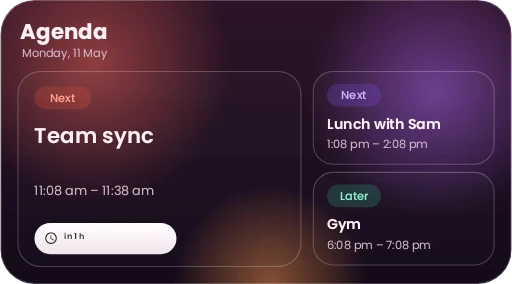 Agenda
Monday, 11 May
Next
Team sync
11:08 am – 11:38 am
in 1 h
Next
Lunch with Sam
1:08 pm – 2:08 pm
Later
Gym
6:08 pm – 7:08 pm